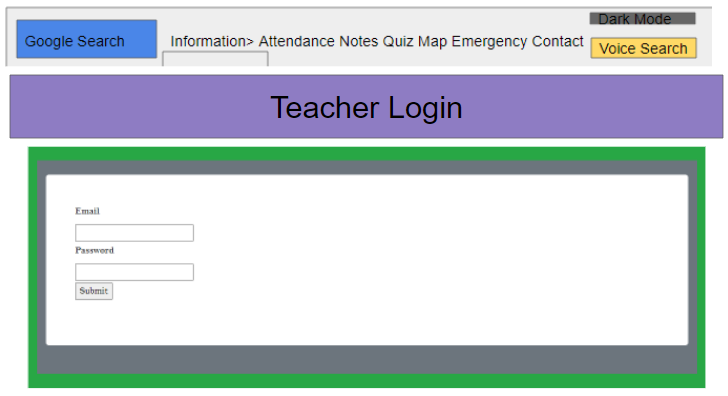 Dark Mode
Google Search
Information> Attendance Notes Quiz Map Emergency Contact
Voice Search
Teacher Login
Email
Password
Submit